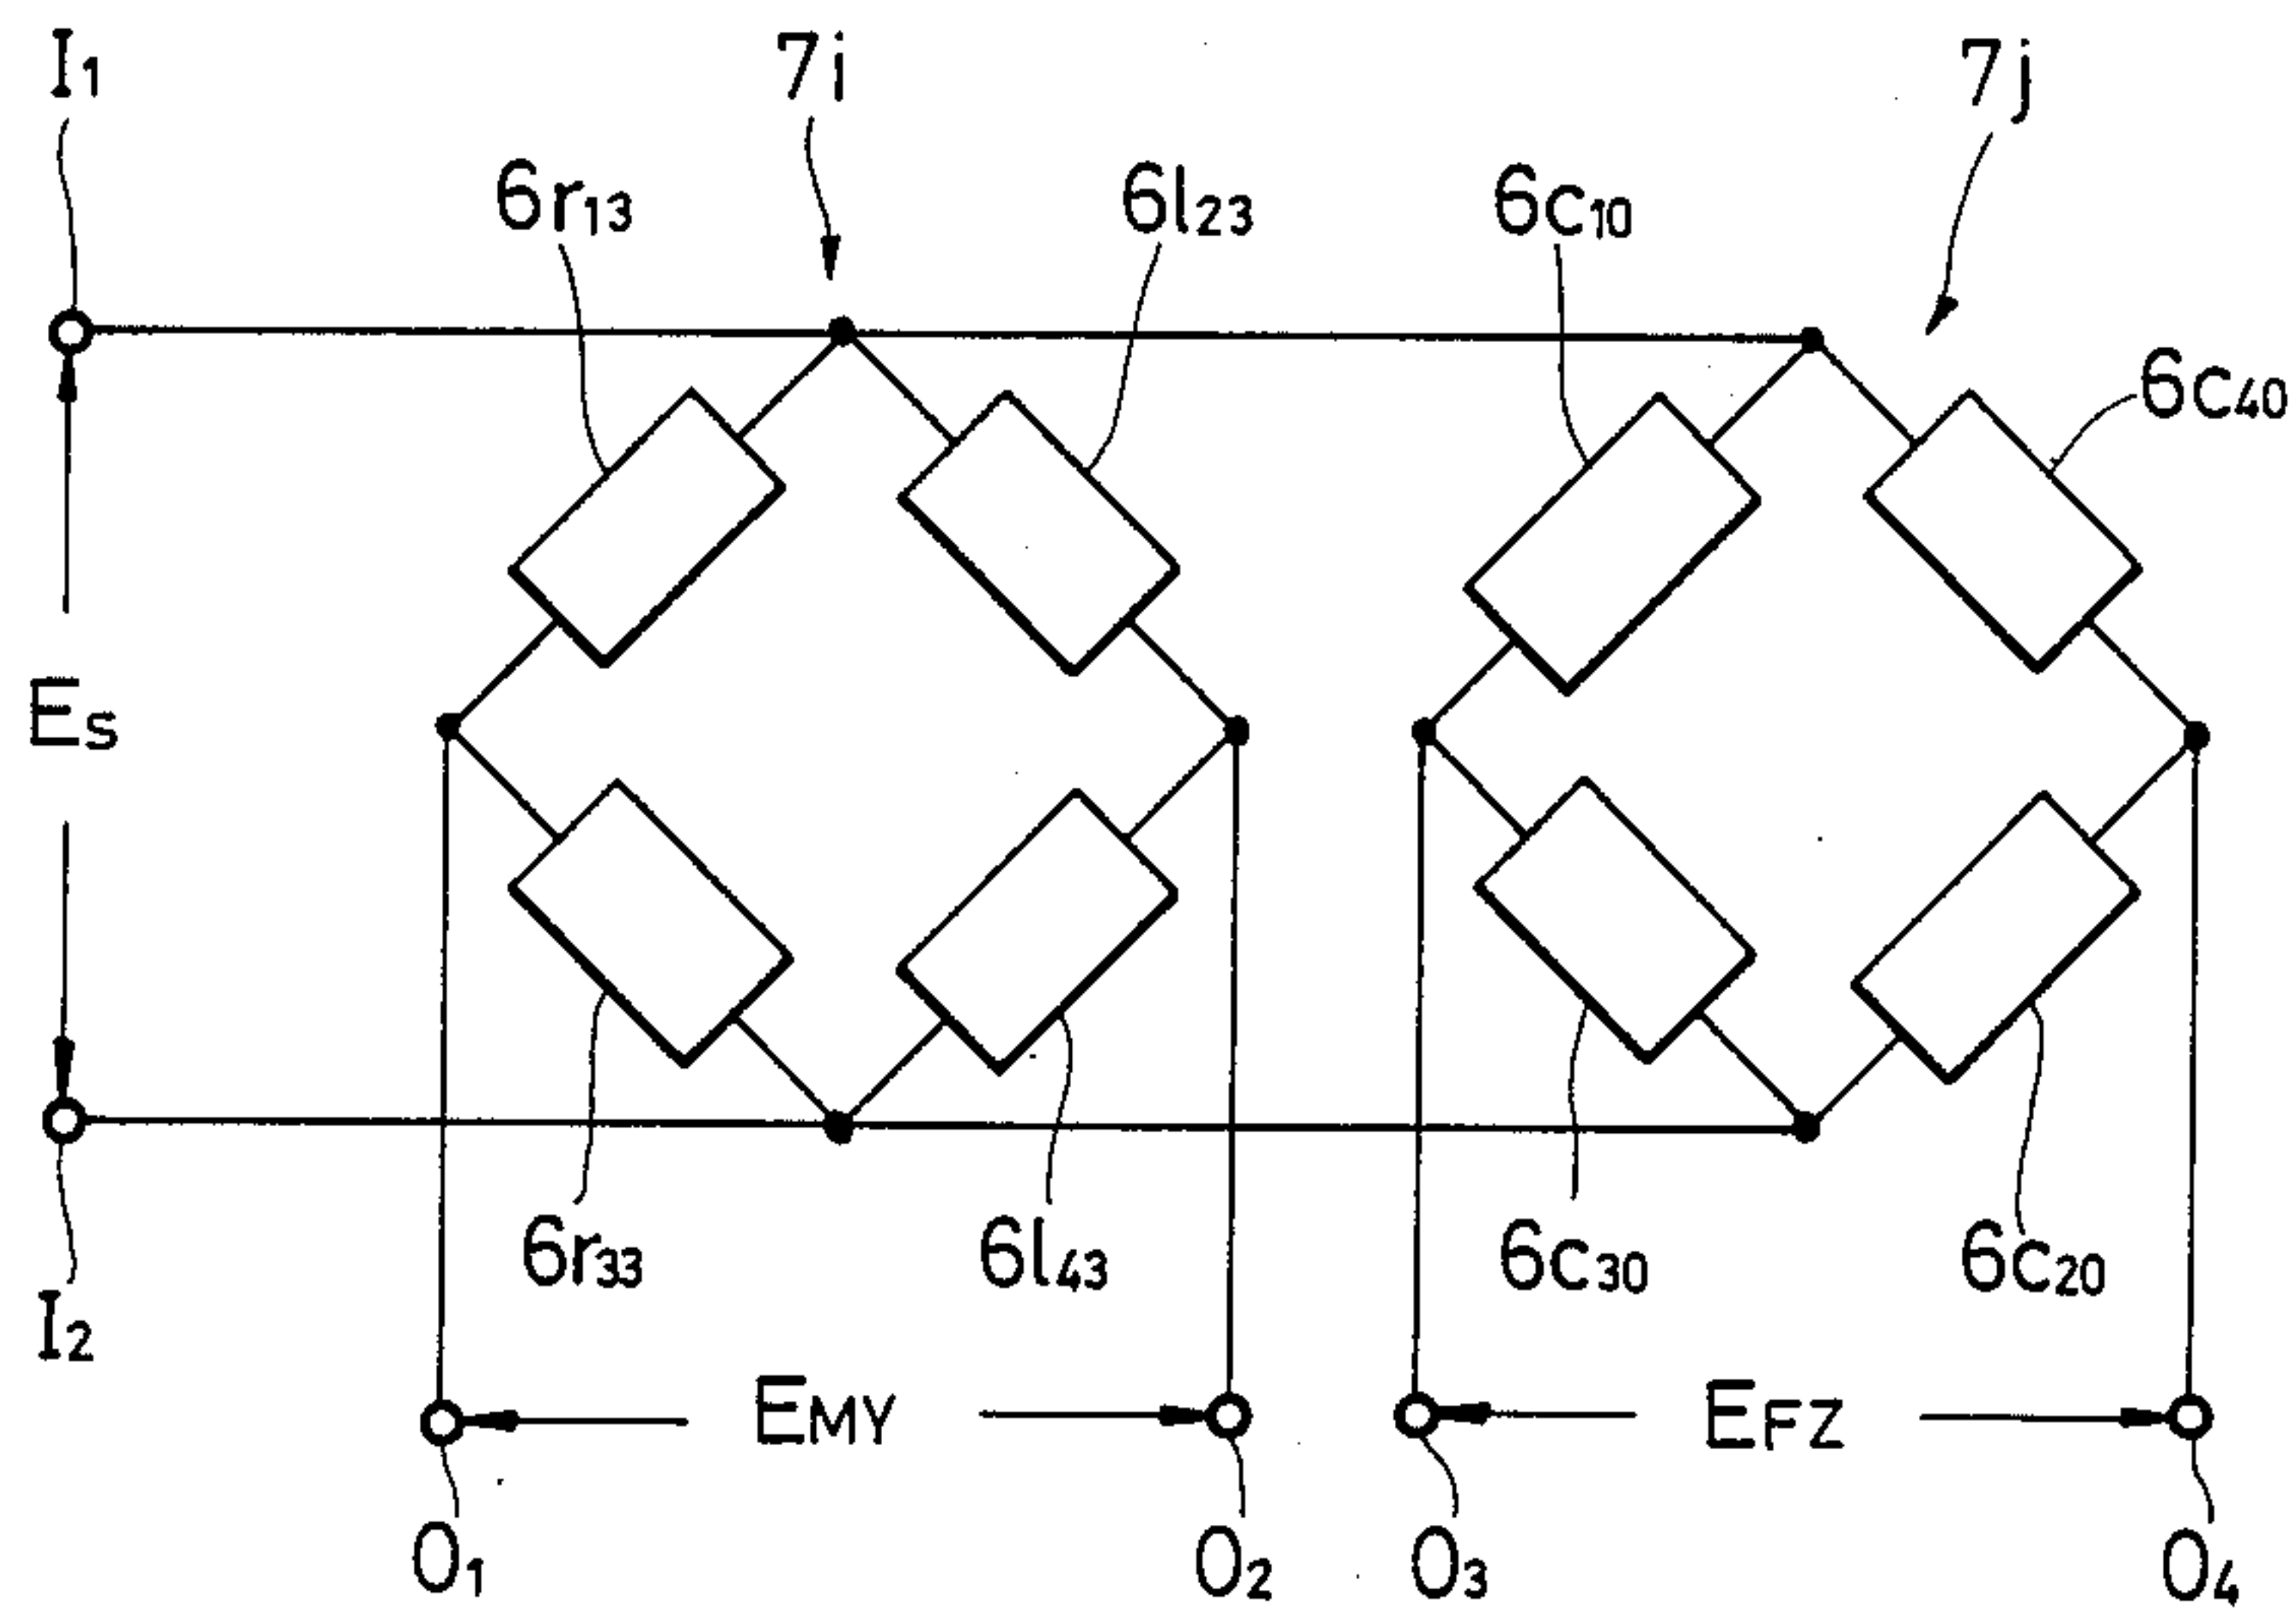 I1 7i 7j
6r13 6l23 6c10
6c40
Es
6r33 6l43 6c30 6c20
I2
EMY EFZ
O1 O2 O3 O4